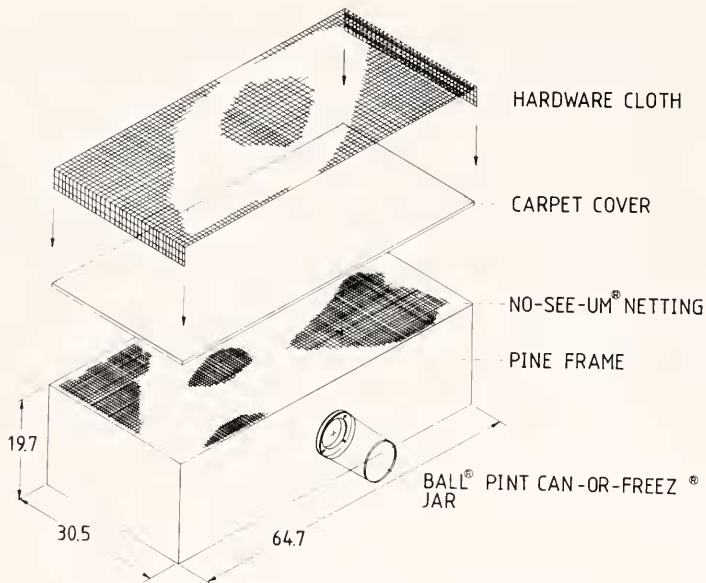 HARDWARE CLOTH
CARPET COVER
NO-SEE-UM® NETTING
PINE FRAME
19.7
30.5
64.7
BALL® PINT CAN-OR-FREEZ ®
JAR